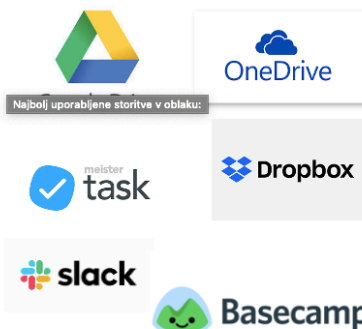 OneDrive
Najbolj uporabljene storitve v oblaku:
meister
task
Dropbox
slack
Basecamp